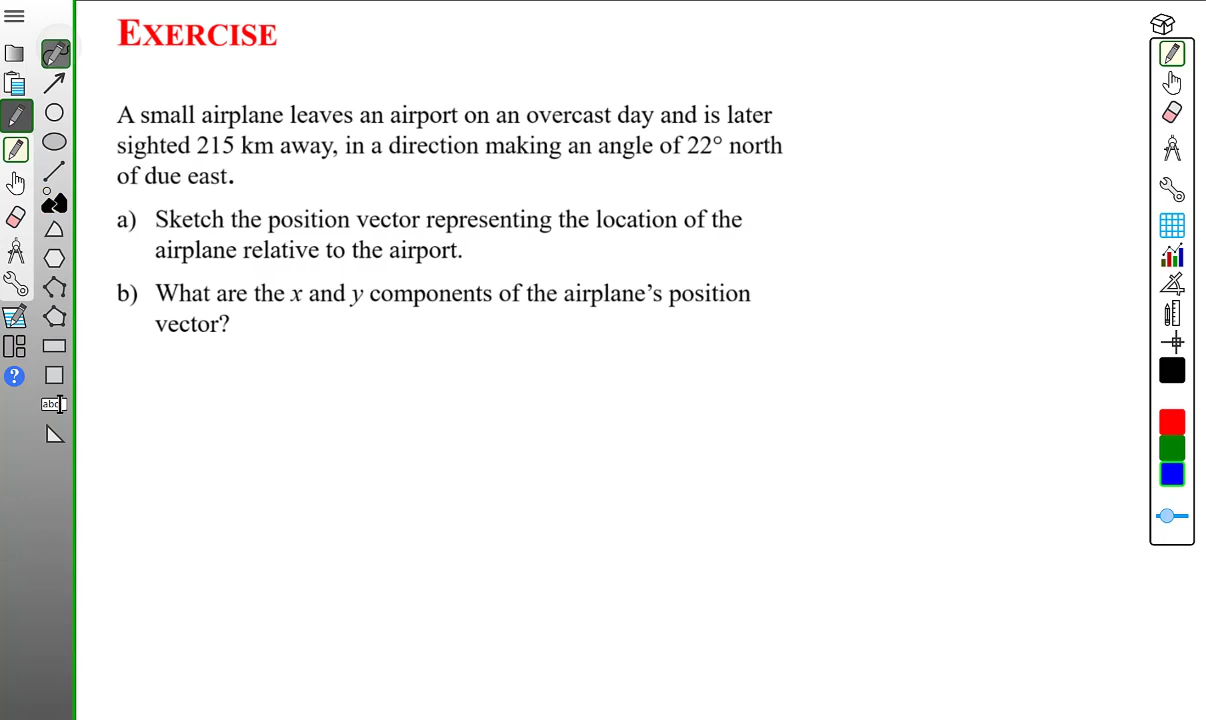 EXERCISE
A small airplane leaves an airport on an overcast day and is later
sighted 215 km away, in a direction making an angle of 22° north
of due east.
a) Sketch the position vector representing the location of the
airplane relative to the airport.
b) What are the x and y components of the airplane’s position
vector?
?
abc